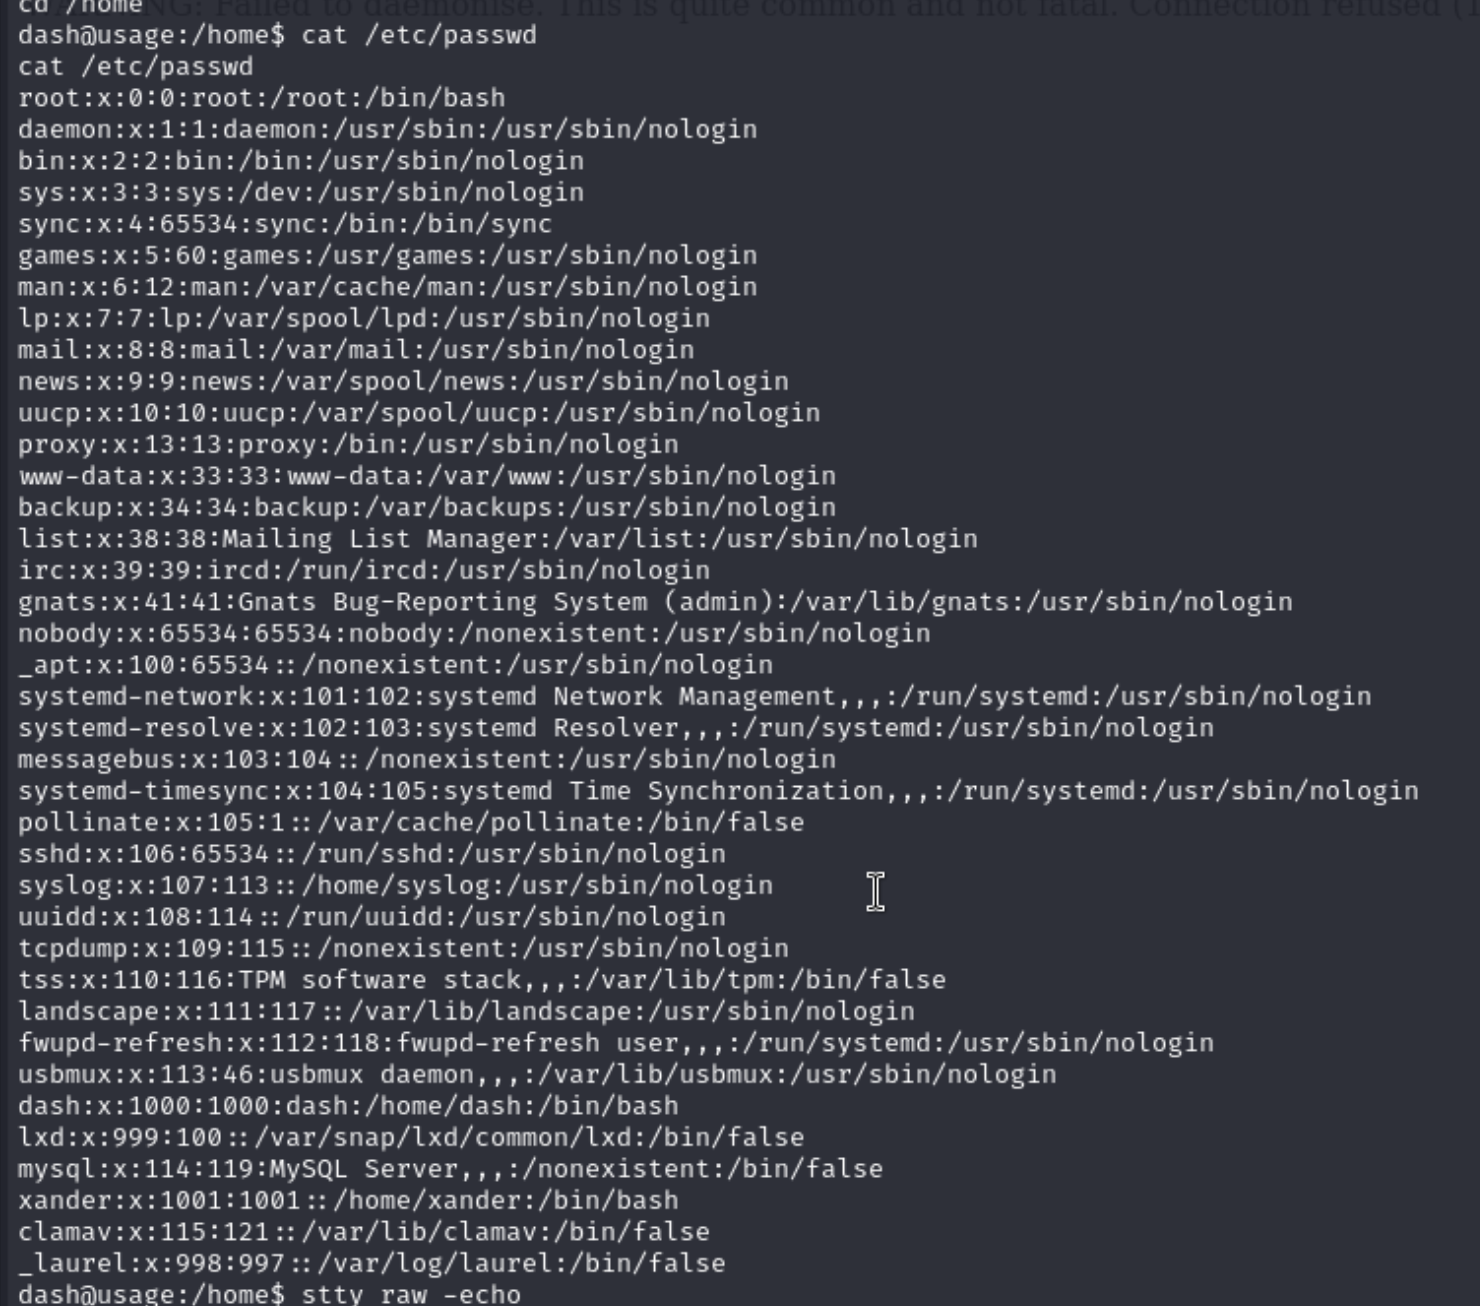 cd /home
NG: Failed to daemonise. This is quite common and not fatal. Connection refused (1
dash@usage:/home$ cat /etc/passwd
cat /etc/passwd
root:x:0:0:root:/root:/bin/bash
daemon:x:1:1:daemon:/usr/sbin:/usr/sbin/nologin
bin:x:2:2:bin:/bin:/usr/sbin/nologin
sys:x:3:3:sys:/dev:/usr/sbin/nologin
sync:x:4:65534:sync:/bin:/bin/sync
games:x:5:60:games:/usr/games:/usr/sbin/nologin
man:x:6:12:man:/var/cache/man:/usr/sbin/nologin
lp:x:7:7:lp:/var/spool/lpd:/usr/sbin/nologin
mail:x:8:8:mail:/var/mail:/usr/sbin/nologin
news:x:9:9:news:/var/spool/news:/usr/sbin/nologin
uucp:x:10:10:uucp:/var/spool/uucp:/usr/sbin/nologin
proxy:x:13:13:proxy:/bin:/usr/sbin/nologin
www-data:x:33:33:www-data:/var/www:/usr/sbin/nologin
backup:x:34:34:backup:/var/backups:/usr/sbin/nologin
list:x:38:38:Mailing List Manager:/var/list:/usr/sbin/nologin
irc:x:39:39:ircd:/run/ircd:/usr/sbin/nologin
gnats:x:41:41:Gnats Bug-Reporting System (admin):/var/lib/gnats:/usr/sbin/nologin
nobody:x:65534:65534:nobody:/nonexistent:/usr/sbin/nologin
_apt:x:100:65534::/nonexistent:/usr/sbin/nologin
systemd-network:x:101:102:systemd Network Management,,,:/run/systemd:/usr/sbin/nologin
systemd-resolve:x:102:103:systemd Resolver,,,:/run/systemd:/usr/sbin/nologin
messagebus:x:103:104::/nonexistent:/usr/sbin/nologin
systemd-timesync:x:104:105:systemd Time Synchronization,,,:/run/systemd:/usr/sbin/nologin
pollinate:x:105:1::/var/cache/pollinate:/bin/false
sshd:x:106:65534::/run/sshd:/usr/sbin/nologin
syslog:x:107:113::/home/syslog:/usr/sbin/nologin
uuidd:x:108:114::/run/uuidd:/usr/sbin/nologin
tcpdump:x:109:115::/nonexistent:/usr/sbin/nologin
tss:x:110:116:TPM software stack,,,:/var/lib/tpm:/bin/false
landscape:x:111:117::/var/lib/landscape:/usr/sbin/nologin
fwupd-refresh:x:112:118:fwupd-refresh user,,,:/run/systemd:/usr/sbin/nologin
usbmux:x:113:46:usbmux daemon,,,:/var/lib/usbmux:/usr/sbin/nologin
dash:x:1000:1000:dash:/home/dash:/bin/bash
lxd:x:999:100::/var/snap/lxd/common/lxd:/bin/false
mysql:x:114:119:MySQL Server,,,:/nonexistent:/bin/false
xander:x:1001:1001::/home/xander:/bin/bash
clamav:x:115:121::/var/lib/clamav:/bin/false
_laurel:x:998:997::/var/log/laurel:/bin/false
dash@usage:/home$ stty raw -echo